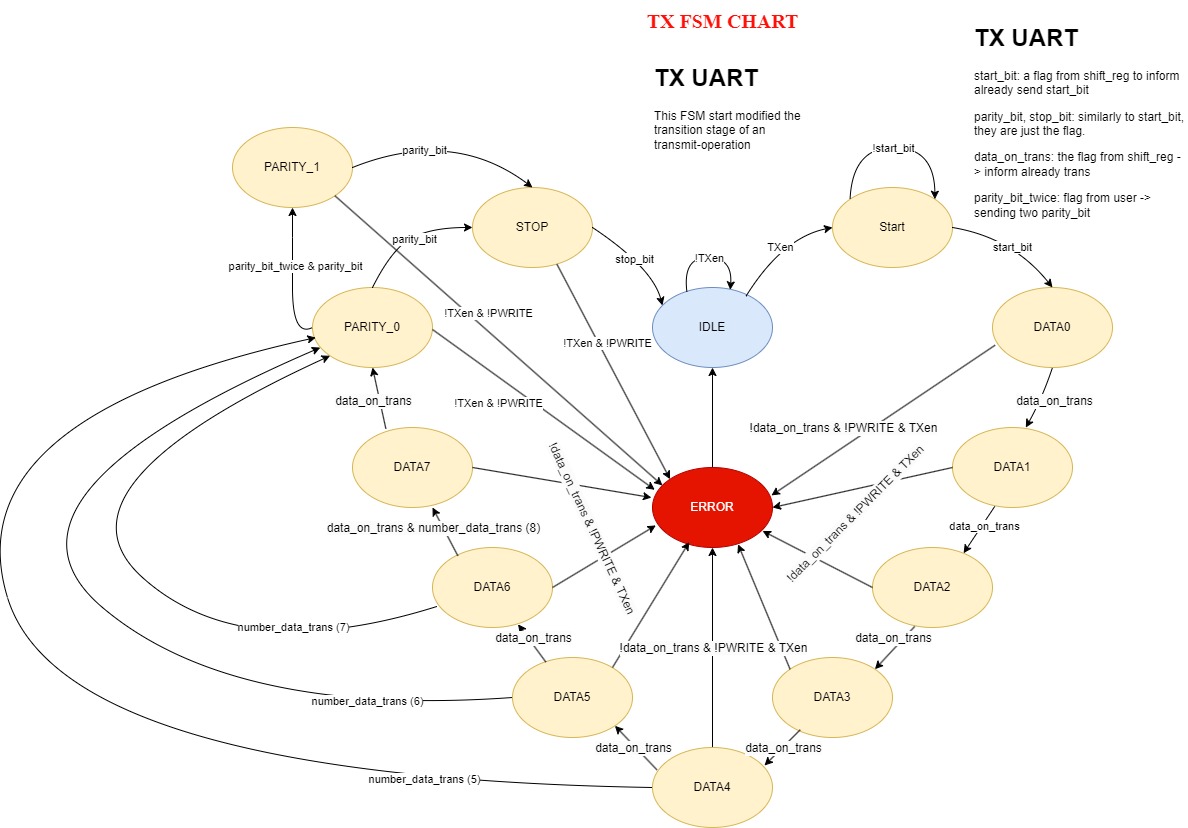 TX FSM CHART
TX UART
This FSM start modified the
transition stage of an
transmit-operation
TX UART
start_bit: a flag from shift_reg to inform
already send start_bit
parity_bit, stop_bit: similarly to start_bit,
they are just the flag.
data_on_trans: the flag from shift_reg -
> inform already trans
parity_bit_twice: flag from user ->
sending two parity_bit
PARITY_1
parity_bit
STOP
!start_bit
Start
parity_bit
stop_bit
!TXen
TXen
start_bit
parity_bit_twice & parity_bit
PARITY_0
IDLE
DATA0
!TXen & !PWRITE
!TXen & !PWRITE
!TXen & !PWRITE
data_on_trans
data_on_trans
!data_on_trans & !PWRITE & TXen
DATA7
DATA1
!data_on_trans & !PWRITE & TXen
!data_on_trans & !PWRITE & TXen
ERROR
data_on_trans & number_data_trans (8)
data_on_trans
DATA6
DATA2
number_data_trans (7)
data_on_trans
data_on_trans
!data_on_trans & !PWRITE & TXen
DATA5
DATA3
number_data_trans (6)
data_on_trans
data_on_trans
number_data_trans (5)
DATA4